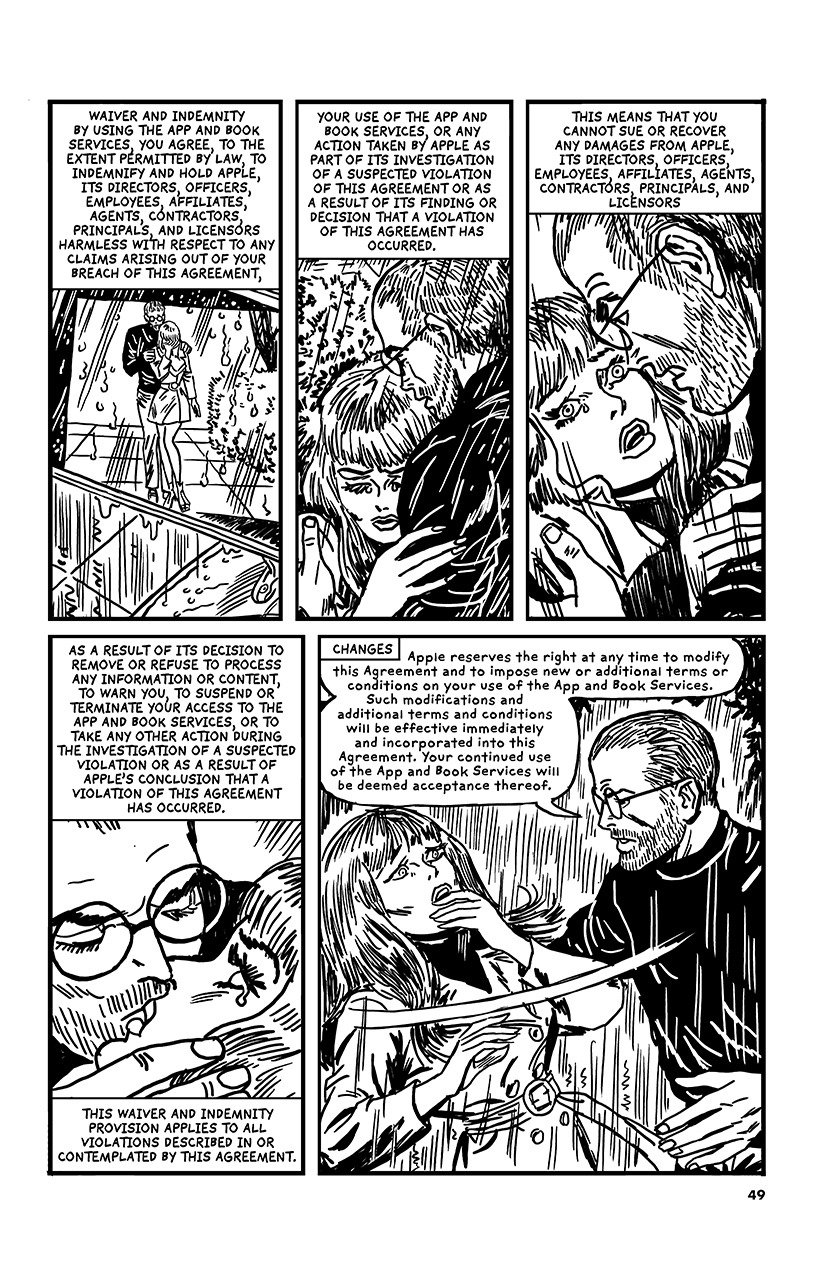 WAIVER AND INDEMNITY
BY USING THE APP AND BOOK
SERVICES, YOU AGREE, TO THE
EXTENT PERMITTED BY LAW, TO
INDEMNIFY AND HOLD APPLE,
ITS DIRECTORS, OFFICERS,
EMPLOYEES, AFFILIATES,
AGENTS, CONTRACTORS,
PRINCIPALS, AND LICENSORS
HARMLESS WITH RESPECT TO ANY
CLAIMS ARISING OUT OF YOUR
BREACH OF THIS AGREEMENT,
YOUR USE OF THE APP AND
BOOK SERVICES, OR ANY
ACTION TAKEN BY APPLE AS
PART OF ITS INVESTIGATION
OF A SUSPECTED VIOLATION
OF THIS AGREEMENT OR AS
A RESULT OF ITS FINDING OR
DECISION THAT A VIOLATION
OF THIS AGREEMENT HAS
OCCURRED.
THIS MEANS THAT YOU
CANNOT SUE OR RECOVER
ANY DAMAGES FROM APPLE,
ITS DIRECTORS, OFFICERS,
EMPLOYEES, AFFILIATES, AGENTS,
CONTRACTORS, PRINCIPALS, AND
LICENSORS
AS A RESULT OF ITS DECISION TO
REMOVE OR REFUSE TO PROCESS
ANY INFORMATION OR CONTENT,
TO WARN YOU, TO SUSPEND OR
TERMINATE YOUR ACCESS TO THE
APP AND BOOK SERVICES, OR TO
TAKE ANY OTHER ACTION DURING
THE INVESTIGATION OF A SUSPECTED
VIOLATION OR AS A RESULT OF
APPLE'S CONCLUSION THAT A
VIOLATION OF THIS AGREEMENT
HAS OCCURRED.
THIS WAIVER AND INDEMNITY
PROVISION APPLIES TO ALL
VIOLATIONS DESCRIBED IN OR
CONTEMPLATED BY THIS AGREEMENT.
CHANGES
Apple reserves the right at any time to modify
this Agreement and to impose new or additional terms or
conditions on your use of the App and Book Services.
Such modifications and
additional terms and conditions
will be effective immediately
and incorporated into this
Agreement. Your continued use
of the App and Book Services will
be deemed acceptance thereof.
49